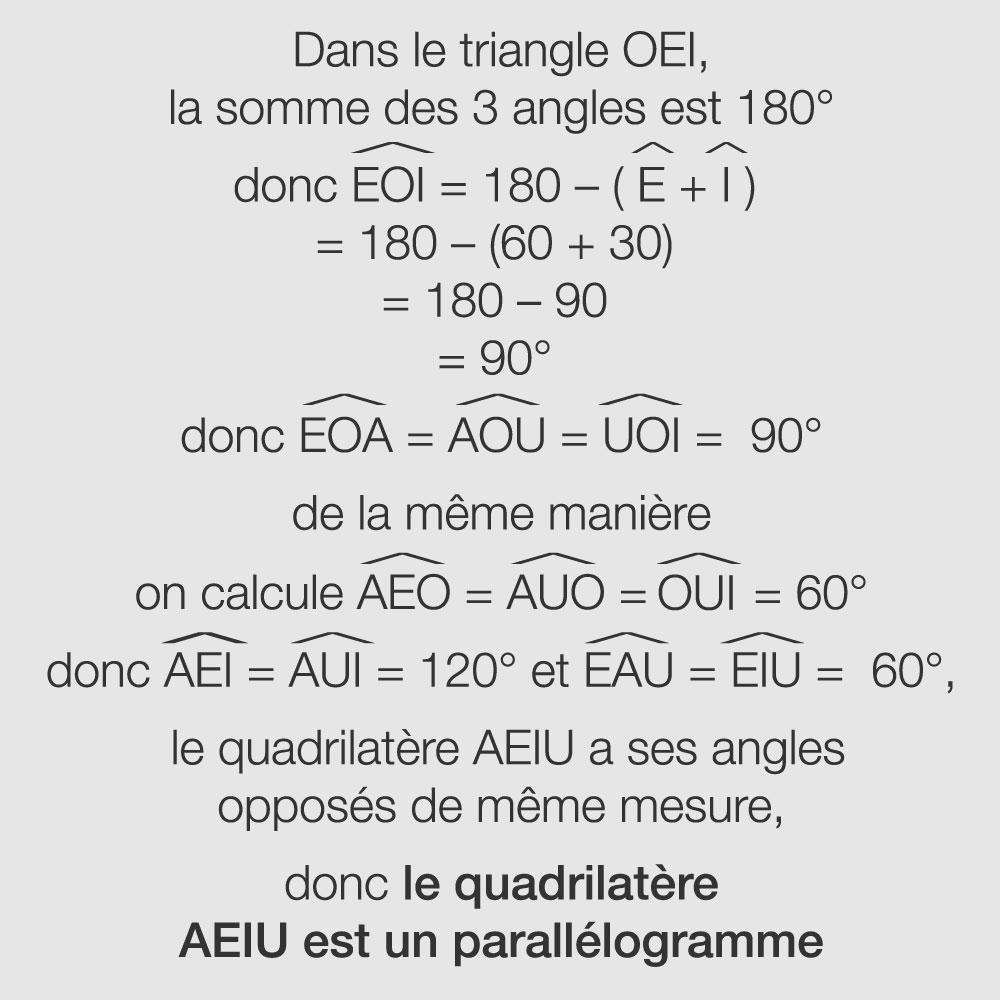 Dans le triangle OEI,
la somme des 3 angles est 180°
donc \widehat{EOI} = 180 – ( \widehat{E} + \widehat{I} )
= 180 – (60 + 30)
= 180 – 90
= 90°
donc \widehat{EOA} = \widehat{AOU} = \widehat{UOI} = 90°
de la même manière
on calcule \widehat{AEO} = \widehat{AUO} = \widehat{OUI} = 60°
donc \widehat{AEI} = \widehat{AUI} = 120° et \widehat{EAU} = \widehat{EIU} = 60°,
le quadrilatère AEIU a ses angles
opposés de même mesure,
donc le quadrilatère
AEIU est un parallélogramme